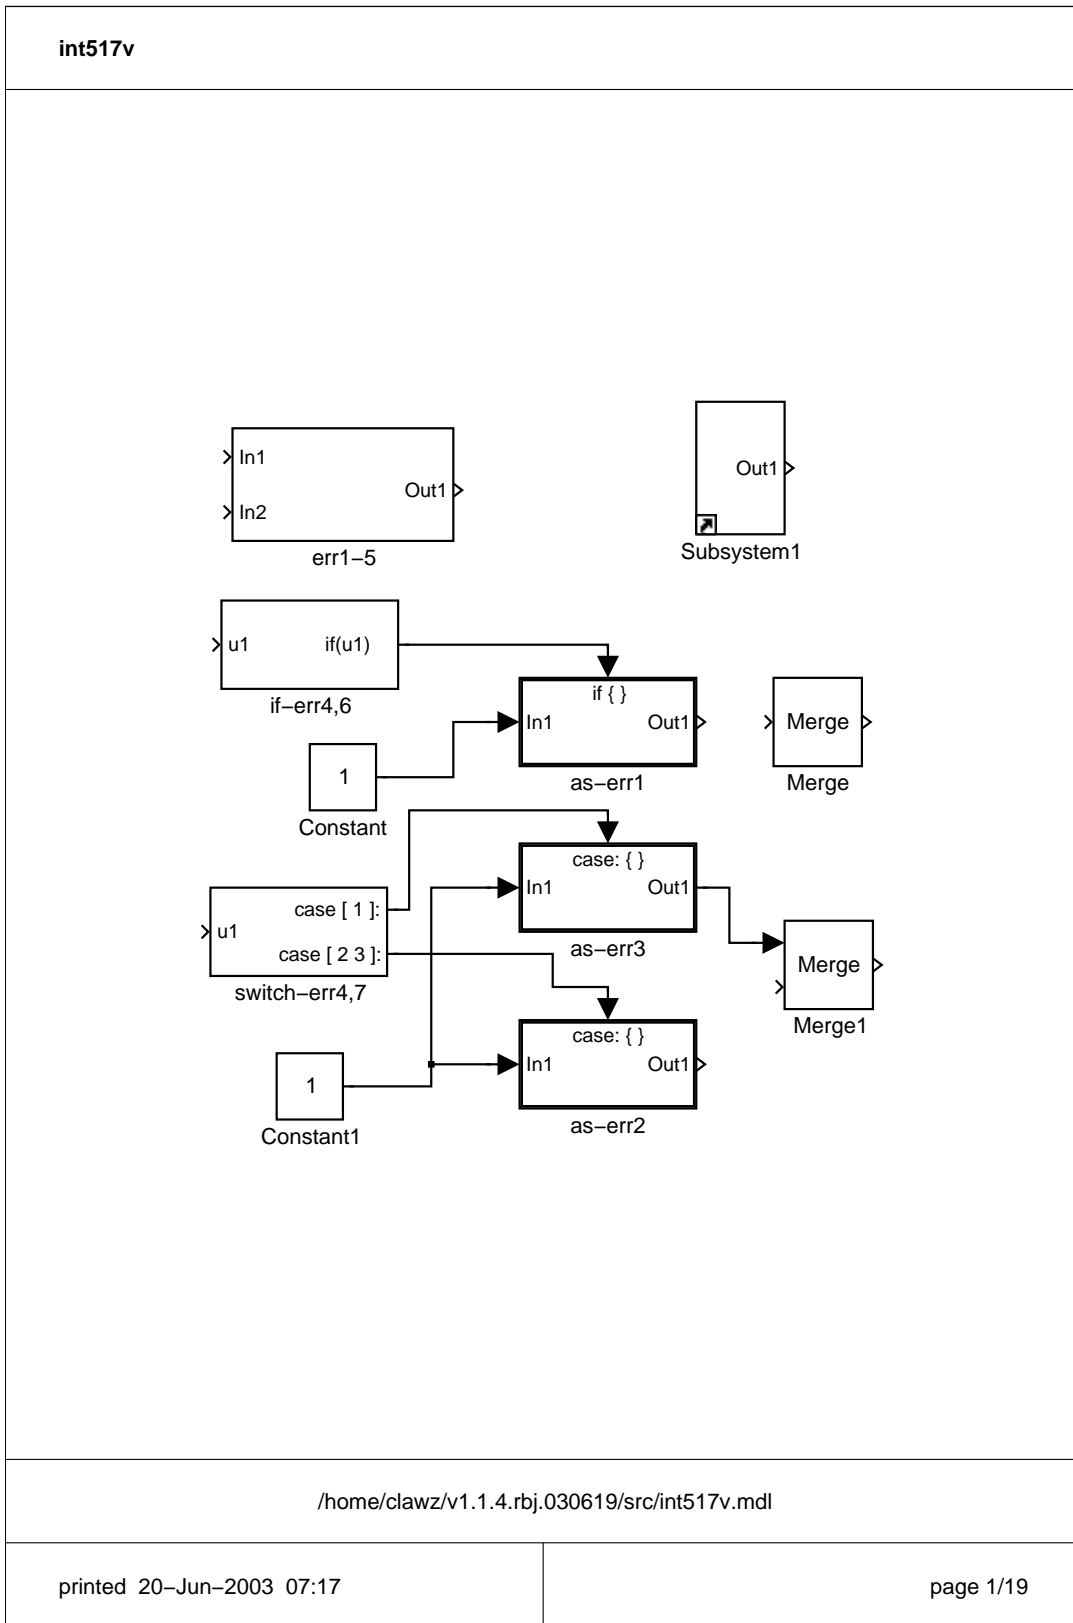 int517v
In1
In2
Out1
err1−5
Out1
Subsystem1
u1 if(u1)
if−err4,6
if { }
In1 Out1
as−err1
Merge
Merge
1
Constant
case: { }
In1 Out1
as−err3
u1
case [ 1 ]:
case [ 2 3 ]:
switch−err4,7
Merge
Merge1
case: { }
In1 Out1
as−err2
1
Constant1
/home/clawz/v1.1.4.rbj.030619/src/int517v.mdl
printed 20−Jun−2003 07:17
page 1/19